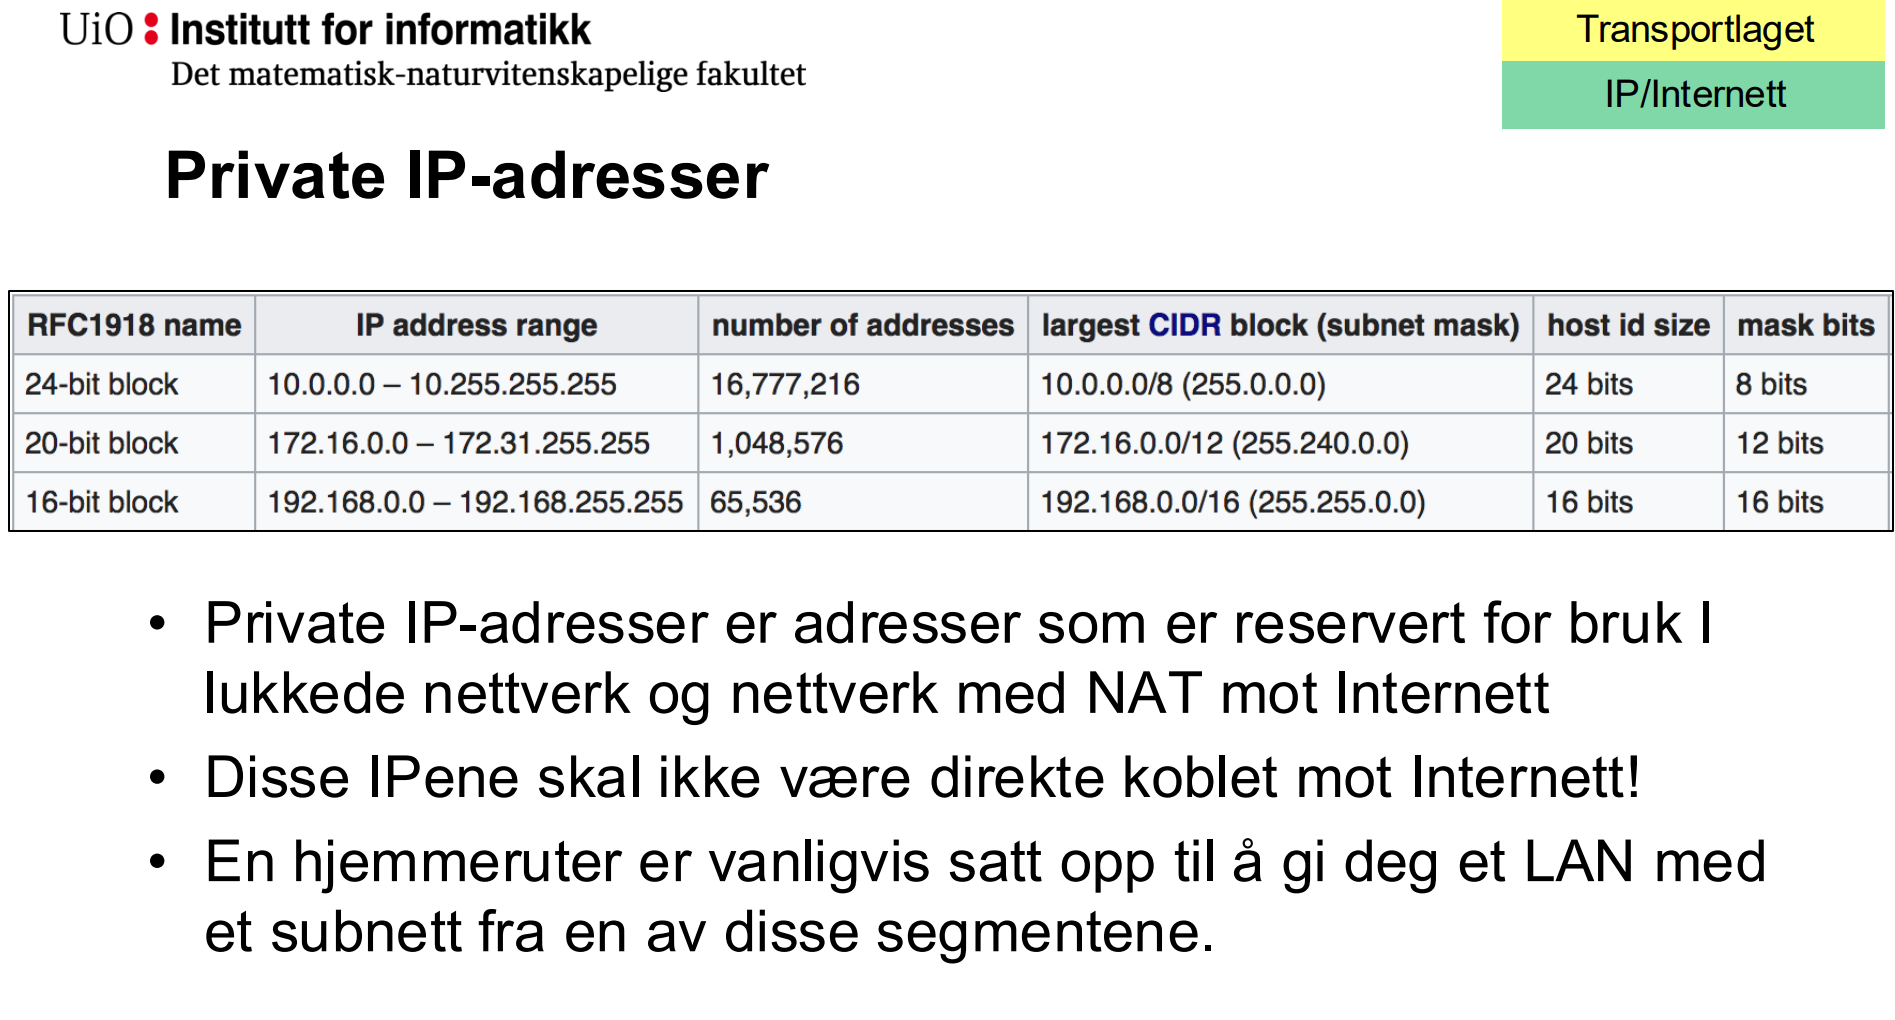 UiO Institutt for informatikk
Det matematisk-naturvitenskapelige fakultet
Transportlaget
IP/Internett
Private IP-adresser
RFC1918 name IP address range number of addresses largest CIDR block (subnet mask) host id size mask bits
24-bit block 10.0.0.0 – 10.255.255.255 16,777,216 10.0.0.0/8 (255.0.0.0) 24 bits 8 bits
20-bit block 172.16.0.0 – 172.31.255.255 1,048,576 172.16.0.0/12 (255.240.0.0) 20 bits 12 bits
16-bit block 192.168.0.0 – 192.168.255.255 65,536 192.168.0.0/16 (255.255.0.0) 16 bits 16 bits
• Private IP-adresser er adresser som er reservert for bruk I
lukkede nettverk og nettverk med NAT mot Internett
• Disse IPene skal ikke være direkte koblet mot Internett!
• En hjemmeruter er vanligvis satt opp til å gi deg et LAN med
et subnett fra en av disse segmentene.